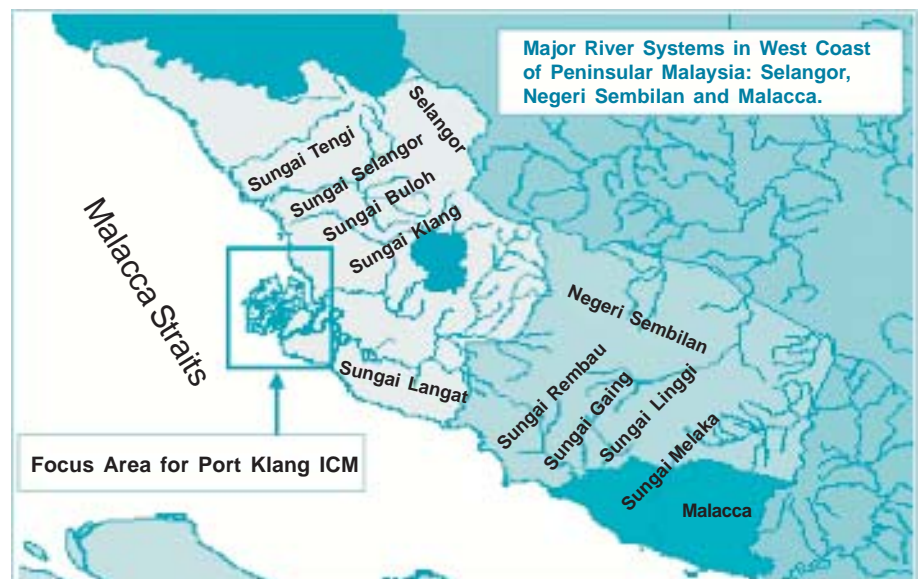 Major River Systems in West Coast
of Peninsular Malaysia: Selangor,
Negeri Sembilan and Malacca.
Selangor
Sungai Tengi
Sungai Selangor
Sungai Buloh
Sungai Klang
Malacca Straits
Negeri Sembilan
Sungai Langat
Sungai Rembau
Sungai Gaing
Sungai Linggi
Sungai Melaka
Focus Area for Port Klang ICM
Malacca